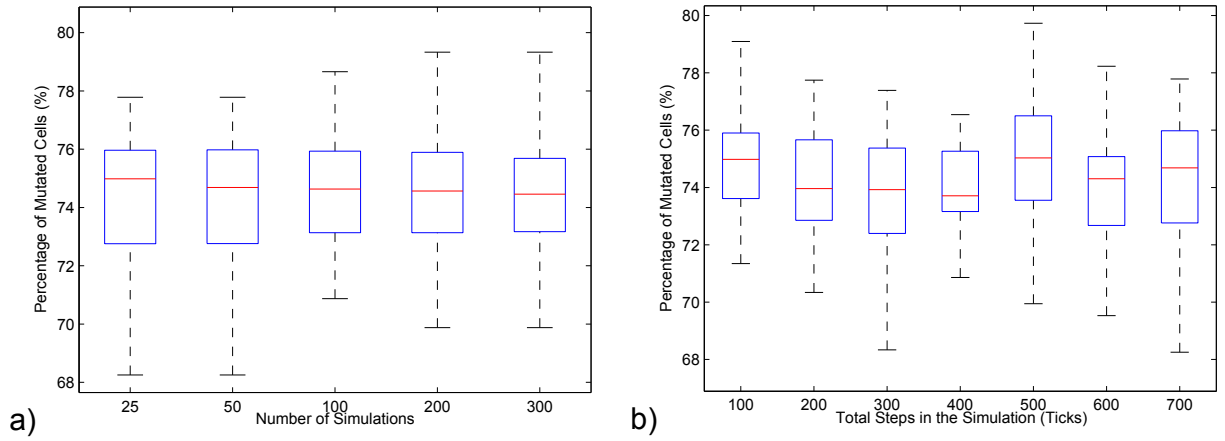 80
78
76
74
72
70
68
Percentage of Mutated Cells (%)
25 50 100 200 300
Number of Simulations
a)
80
78
76
74
72
70
68
Percentage of Mutated Cells (%)
100 200 300 400 500 600 700
Total Steps in the Simulation (Ticks)
b)